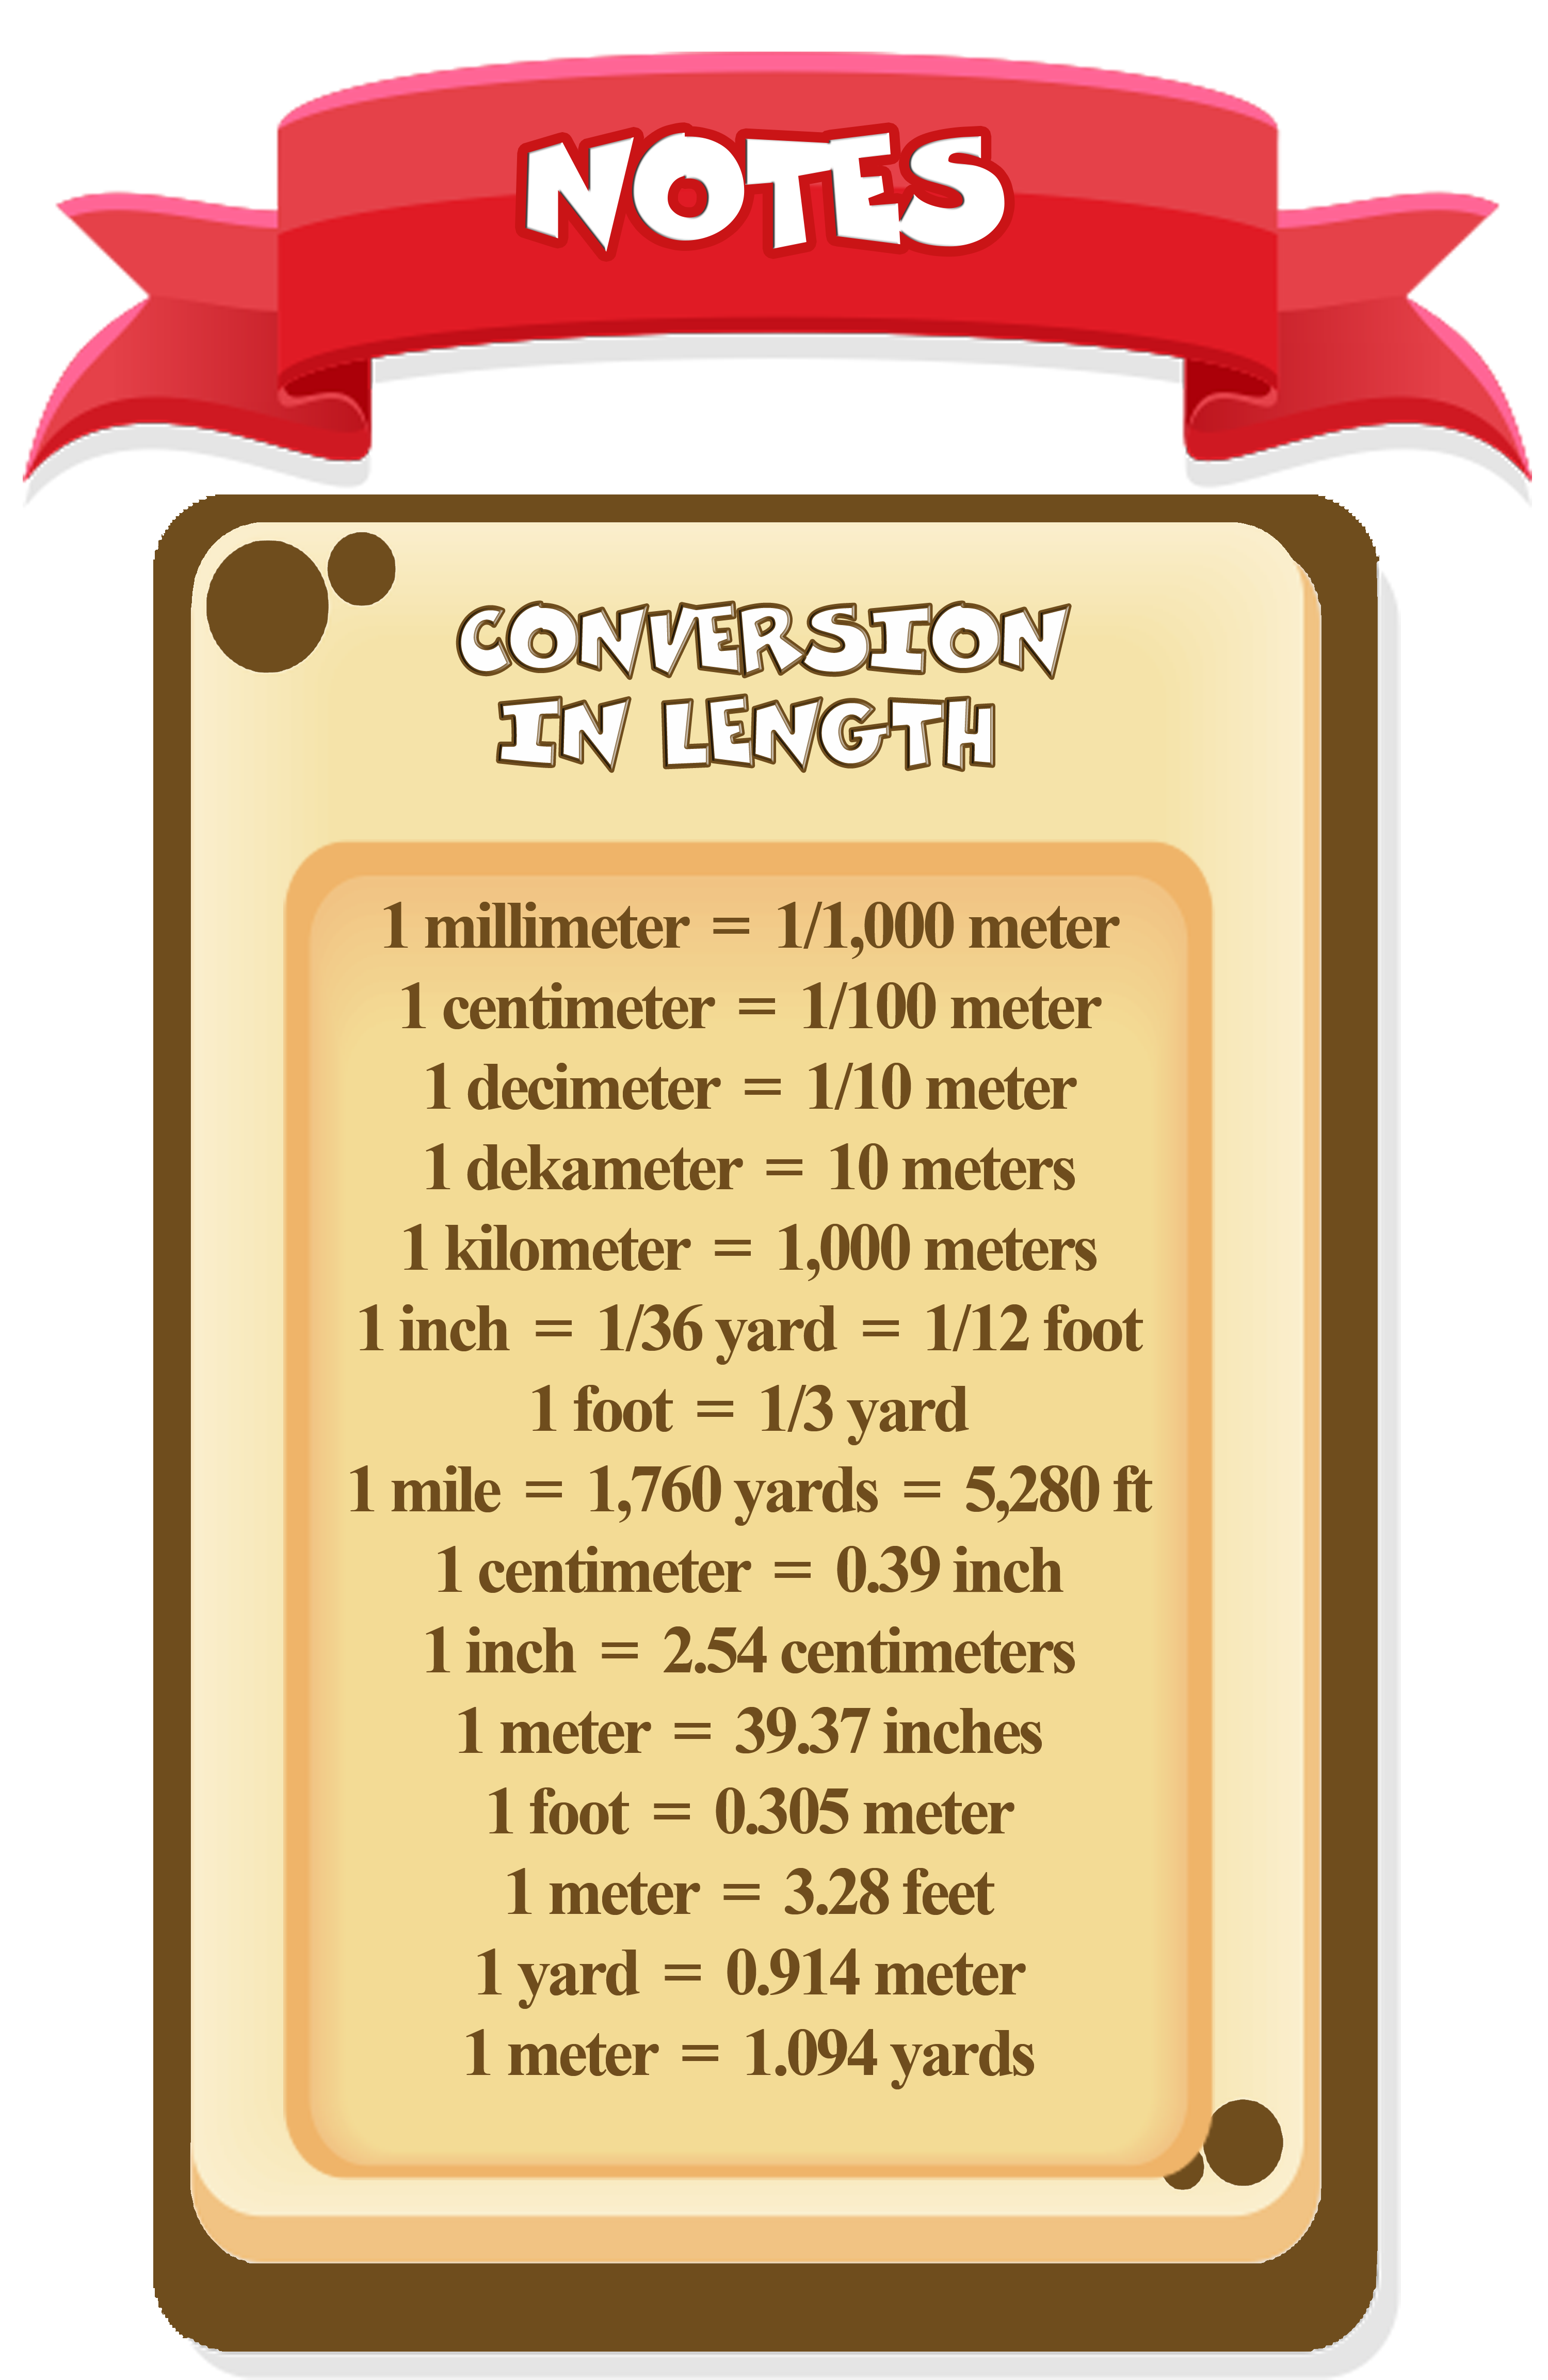 NOTES
CONVERSION
IN LENGTH
1 millimeter = 1/1,000 meter
1 centimeter = 1/100 meter
1 decimeter = 1/10 meter
1 dekameter = 10 meters
1 kilometer = 1,000 meters
1 inch = 1/36 yard = 1/12 foot
1 foot = 1/3 yard
1 mile = 1,760 yards = 5,280 ft
1 centimeter = 0.39 inch
1 inch = 2.54 centimeters
1 meter = 39.37 inches
1 foot = 0.305 meter
1 meter = 3.28 feet
1 yard = 0.914 meter
1 meter = 1.094 yards